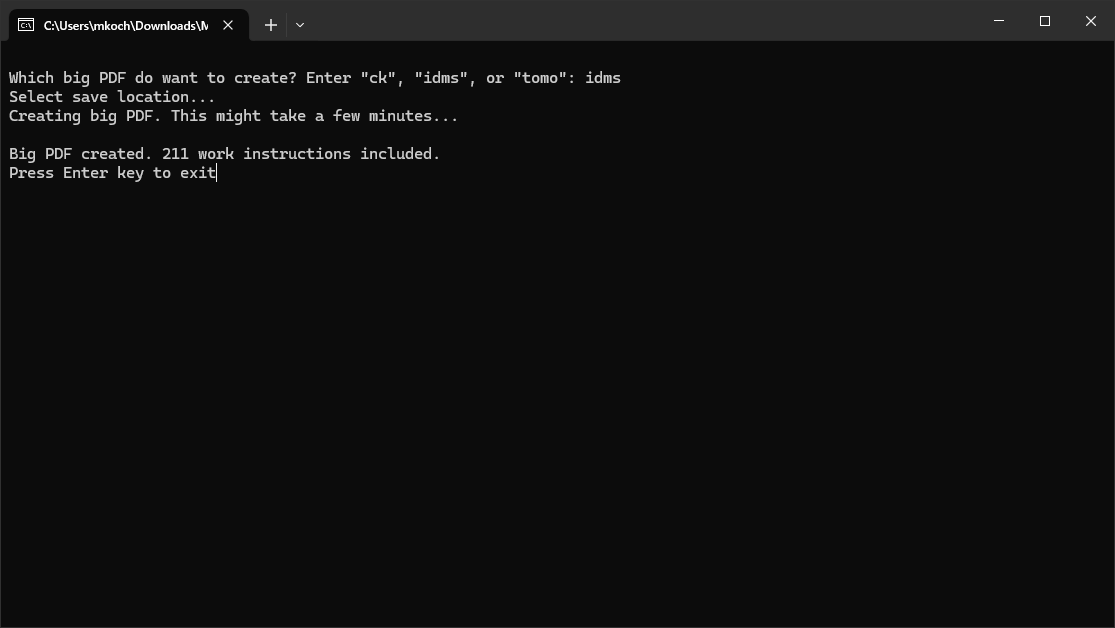 C:\Users\mkoch\Downloads\M
Which big PDF do want to create? Enter "ck", "idms", or "tomo": idms
Select save location...
Creating big PDF. This might take a few minutes...
Big PDF created. 211 work instructions included.
Press Enter key to exit